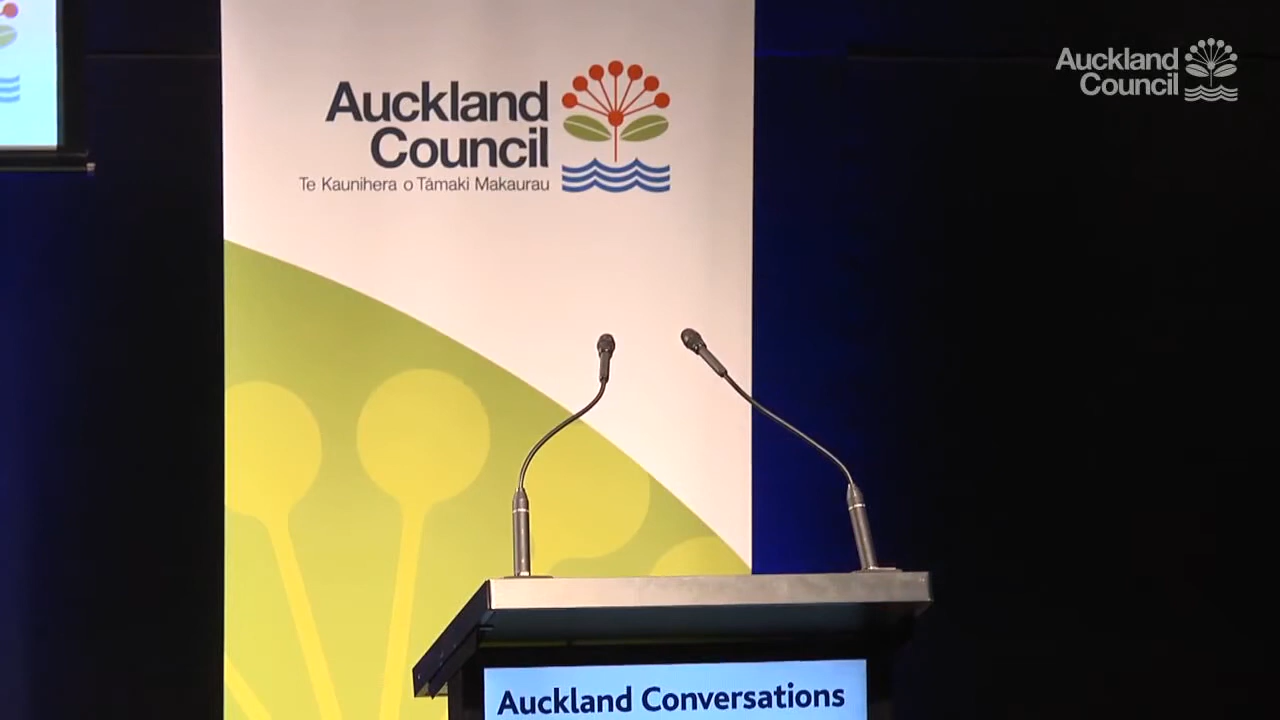 Auckland
Council
Te Kaunihera o Tāmaki Makaurau
Auckland
Council
Auckland Conversations